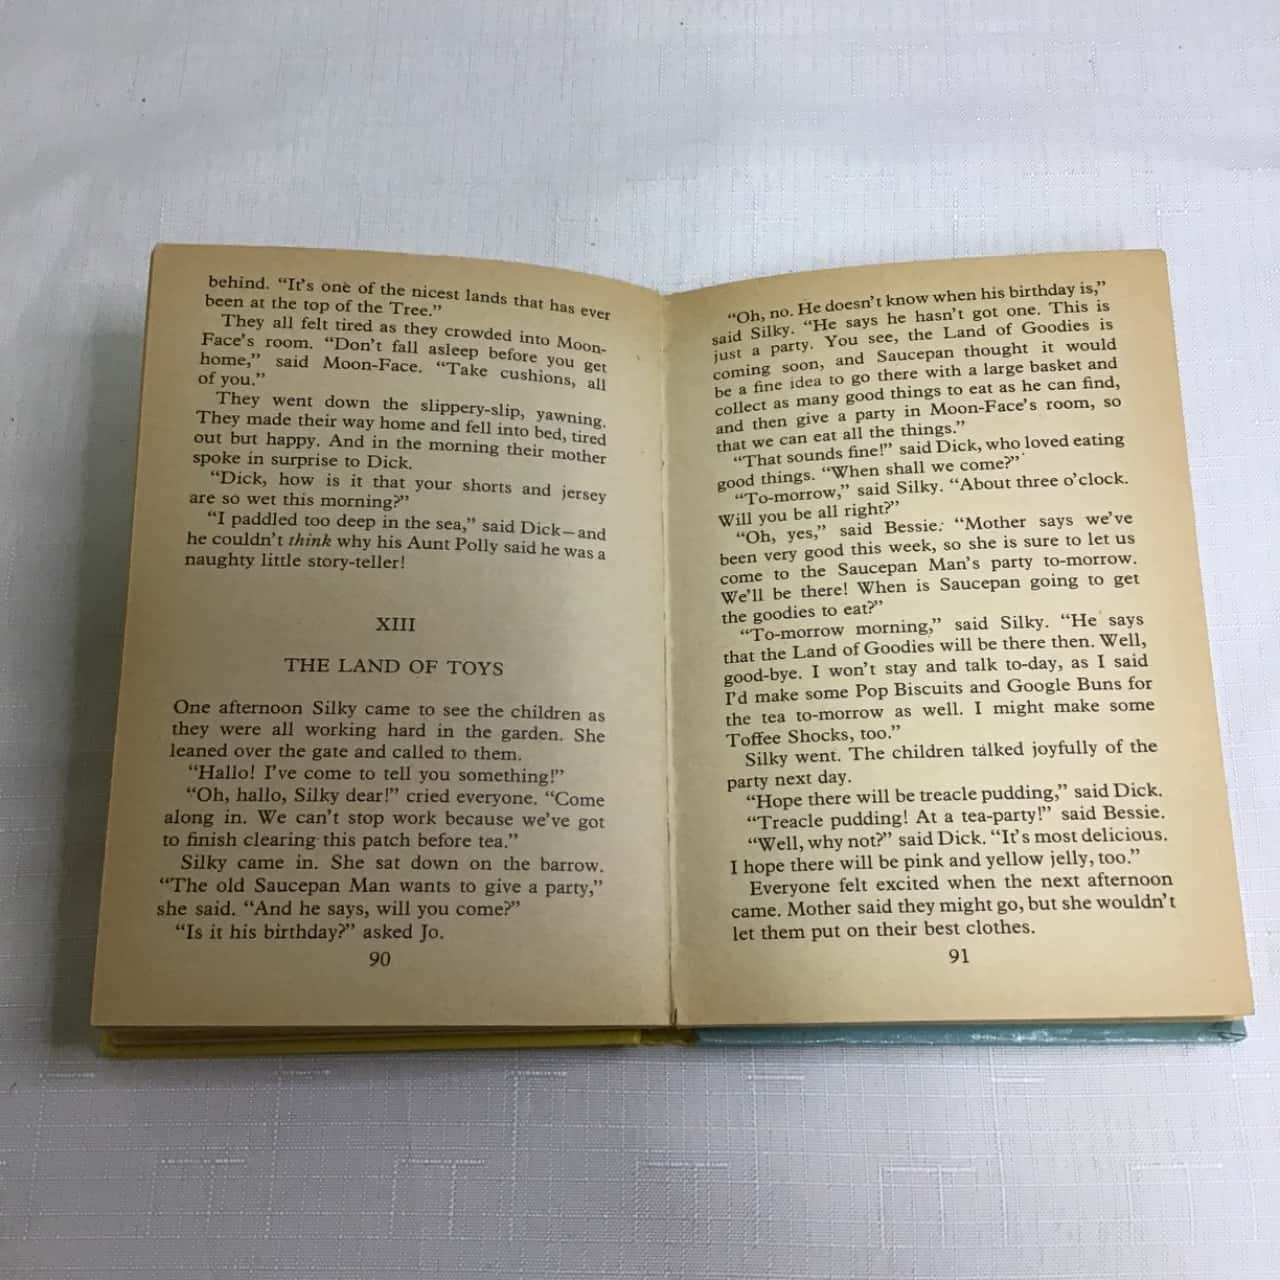 behind. “It’s one of the nicest lands that has ever
been at the top of the Tree.”
They all felt tired as they crowded into Moon-
Face’s room. “Don’t fall asleep before you get
home,” said Moon-Face. “Take cushions, all
of you.”
They went down the slippery-slip, yawning.
They made their way home and fell into bed, tired
out but happy. And in the morning their mother
spoke in surprise to Dick.
“Dick, how is it that your shorts and jersey
are so wet this morning?”
“I paddled too deep in the sea,” said Dick—and
he couldn’t think why his Aunt Polly said he was a
naughty little story-teller!
XIII
THE LAND OF TOYS
One afternoon Silky came to see the children as
they were all working hard in the garden. She
leaned over the gate and called to them.
“Hallo! I’ve come to tell you something!”
“Oh, hallo, Silky dear!” cried everyone. “Come
along in. We can’t stop work because we’ve got
to finish clearing this patch before tea.”
Silky came in. She sat down on the barrow.
“The old Saucepan Man wants to give a party,”
she said. “And he says, will you come?”
“Is it his birthday?” asked Jo.
90
“Oh, no. He doesn’t know when his birthday is,”
said Silky. “He says he hasn’t got one. This is
just a party. You see, the Land of Goodies is
coming soon, and Saucepan thought it would
be a fine idea to go there with a large basket and
collect as many good things to eat as he can find,
and then give a party in Moon-Face’s room, so
that we can eat all the things.”
“That sounds fine!” said Dick, who loved eating
good things. “When shall we come?”
“To-morrow,” said Silky. “About three o’clock.
Will you be all right?”
“Oh, yes,” said Bessie. “Mother says we’ve
been very good this week, so she is sure to let us
come to the Saucepan Man’s party to-morrow.
We’ll be there! When is Saucepan going to get
the goodies to eat?”
“To-morrow morning,” said Silky. “He says
that the Land of Goodies will be there then. Well,
good-bye. I won’t stay and talk to-day, as I said
I’d make some Pop Biscuits and Google Buns for
the tea to-morrow as well. I might make some
Toffee Shocks, too.”
Silky went. The children talked joyfully of the
party next day.
“Hope there will be treacle pudding,” said Dick.
“Treacle pudding! At a tea-party!” said Bessie.
“Well, why not?” said Dick. “It’s most delicious.
I hope there will be pink and yellow jelly, too.”
Everyone felt excited when the next afternoon
came. Mother said they might go, but she wouldn’t
let them put on their best clothes.
91